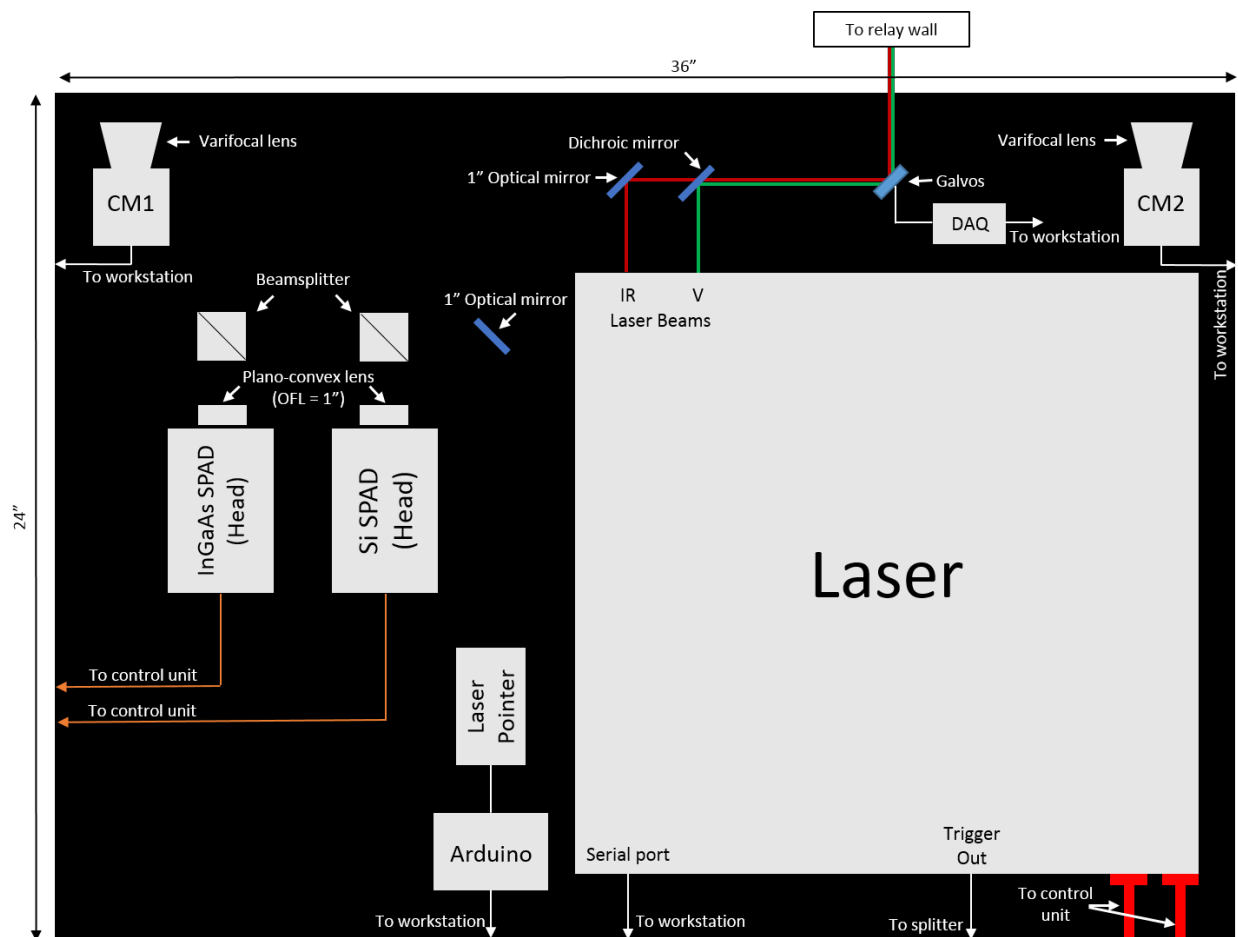 To relay wall
36”
24”
Varifocal lens
CM1
To workstation
Dichroic mirror
1” Optical mirror
Galvos
DAQ
To workstation
Varifocal lens
CM2
To workstation
Beamsplitter
1” Optical mirror
Plano-convex lens
(OFL = 1”)
InGaAs SPAD
(Head)
Si SPAD
(Head)
IR V
Laser Beams
Laser
To control unit
To control unit
Laser
Pointer
Arduino
To workstation
Serial port
To workstation
Trigger
Out
To splitter
To control
unit